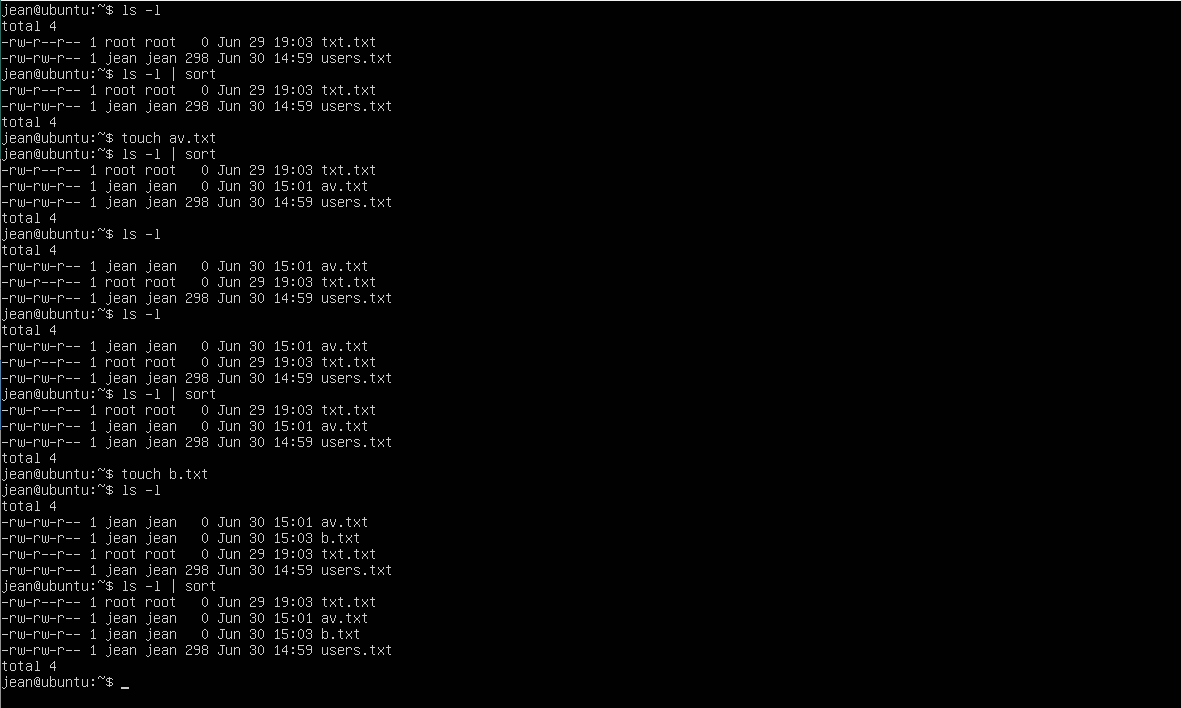 jean@ubuntu:~$ ls -l
total 4
-rw-r--r-- 1 root root   0 Jun 29 19:03 txt.txt
-rw-rw-r-- 1 jean jean 298 Jun 30 14:59 users.txt
jean@ubuntu:~$ ls -l | sort
-rw-r--r-- 1 root root   0 Jun 29 19:03 txt.txt
-rw-rw-r-- 1 jean jean 298 Jun 30 14:59 users.txt
total 4
jean@ubuntu:~$ touch av.txt
jean@ubuntu:~$ ls -l | sort
-rw-r--r-- 1 root root   0 Jun 29 19:03 txt.txt
-rw-rw-r-- 1 jean jean   0 Jun 30 15:01 av.txt
-rw-rw-r-- 1 jean jean 298 Jun 30 14:59 users.txt
total 4
jean@ubuntu:~$ ls -l
total 4
-rw-rw-r-- 1 jean jean   0 Jun 30 15:01 av.txt
-rw-r--r-- 1 root root   0 Jun 29 19:03 txt.txt
-rw-rw-r-- 1 jean jean 298 Jun 30 14:59 users.txt
jean@ubuntu:~$ ls -l
total 4
-rw-rw-r-- 1 jean jean   0 Jun 30 15:01 av.txt
-rw-r--r-- 1 root root   0 Jun 29 19:03 txt.txt
-rw-rw-r-- 1 jean jean 298 Jun 30 14:59 users.txt
jean@ubuntu:~$ ls -l | sort
-rw-r--r-- 1 root root   0 Jun 29 19:03 txt.txt
-rw-rw-r-- 1 jean jean   0 Jun 30 15:01 av.txt
-rw-rw-r-- 1 jean jean 298 Jun 30 14:59 users.txt
total 4
jean@ubuntu:~$ touch b.txt
jean@ubuntu:~$ ls -l
total 4
-rw-rw-r-- 1 jean jean   0 Jun 30 15:01 av.txt
-rw-rw-r-- 1 jean jean   0 Jun 30 15:03 b.txt
-rw-r--r-- 1 root root   0 Jun 29 19:03 txt.txt
-rw-rw-r-- 1 jean jean 298 Jun 30 14:59 users.txt
jean@ubuntu:~$ ls -l | sort
-rw-r--r-- 1 root root   0 Jun 29 19:03 txt.txt
-rw-rw-r-- 1 jean jean   0 Jun 30 15:01 av.txt
-rw-rw-r-- 1 jean jean   0 Jun 30 15:03 b.txt
-rw-rw-r-- 1 jean jean 298 Jun 30 14:59 users.txt
total 4
jean@ubuntu:~$ _